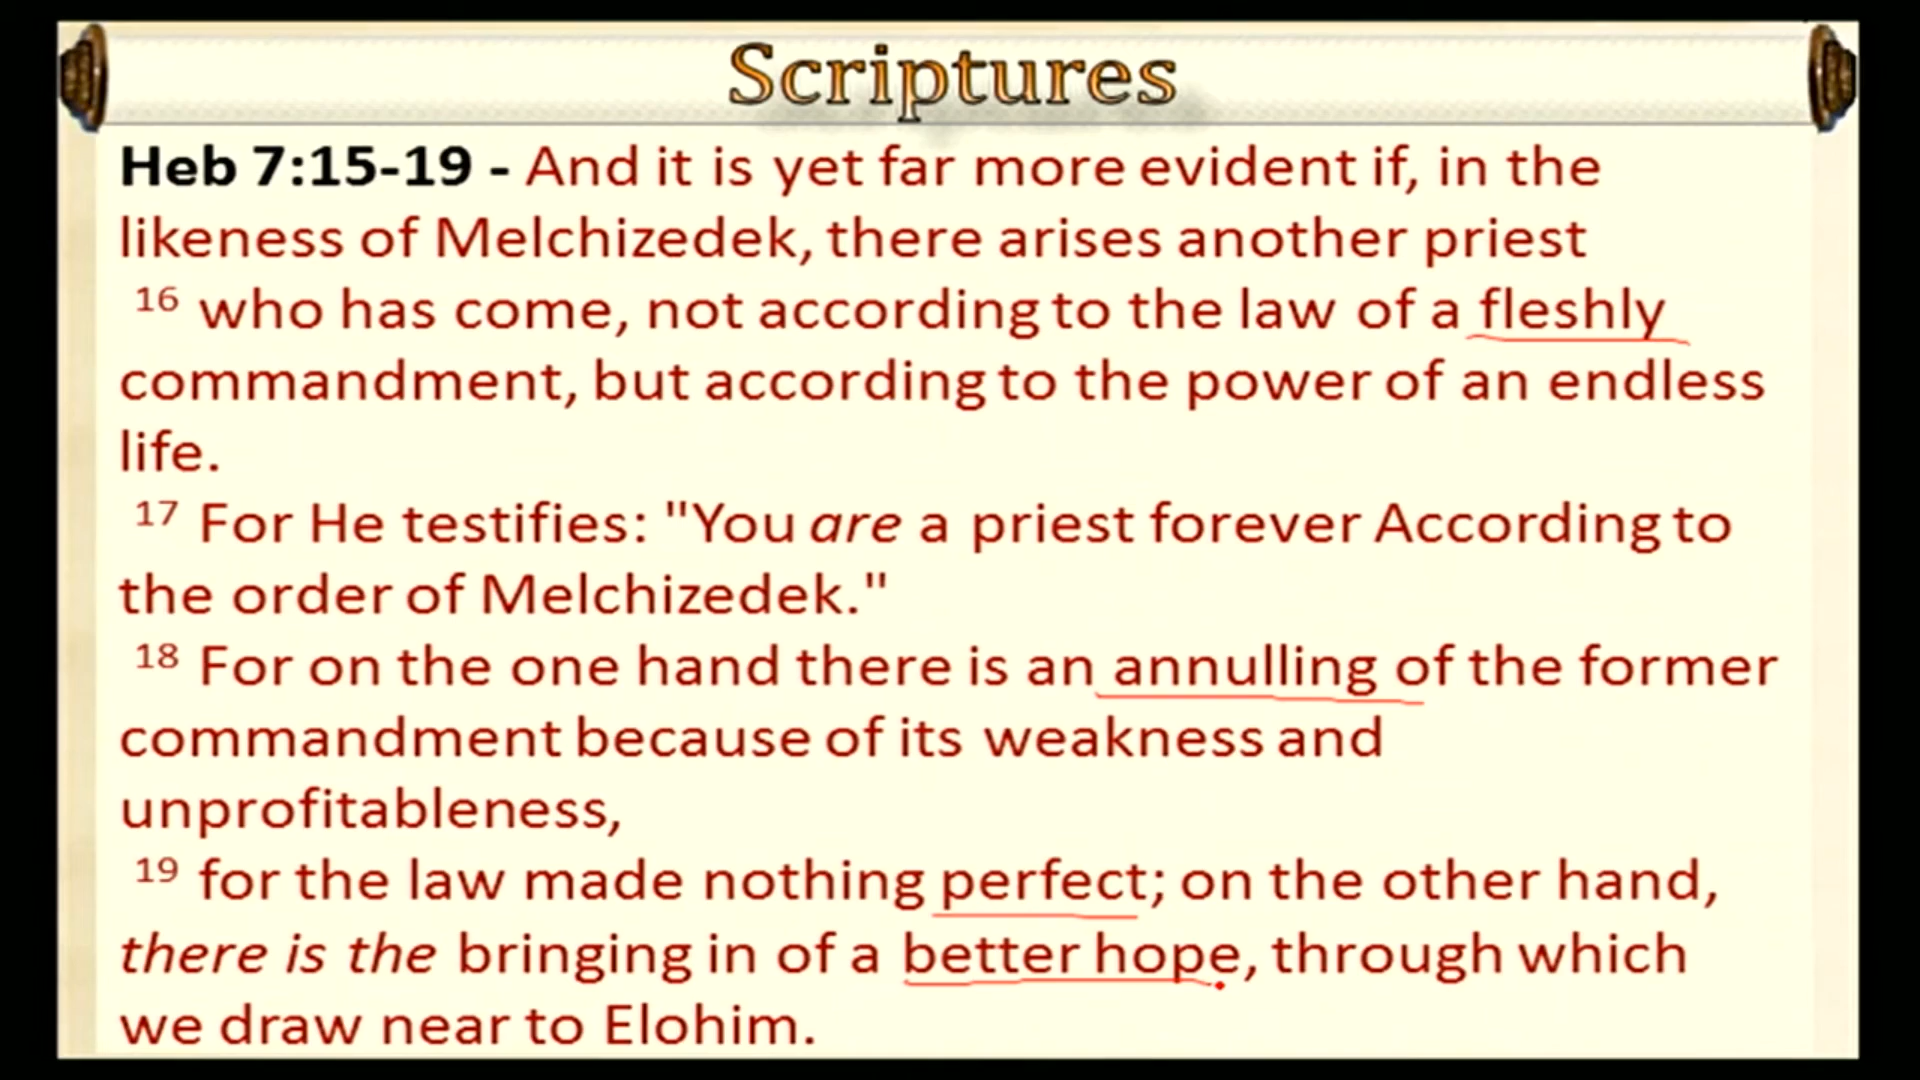 Scriptures
Heb 7:15-19 - And it is yet far more evident if, in the
likeness of Melchizedek, there arises another priest
16 who has come, not according to the law of a fleshly
commandment, but according to the power of an endless
life.
17 For He testifies: "You are a priest forever According to
the order of Melchizedek."
18 For on the one hand there is an annulling of the former
commandment because of its weakness and
unprofitableness,
19 for the law made nothing perfect; on the other hand,
there is the bringing in of a better hope, through which
we draw near to Elohim.